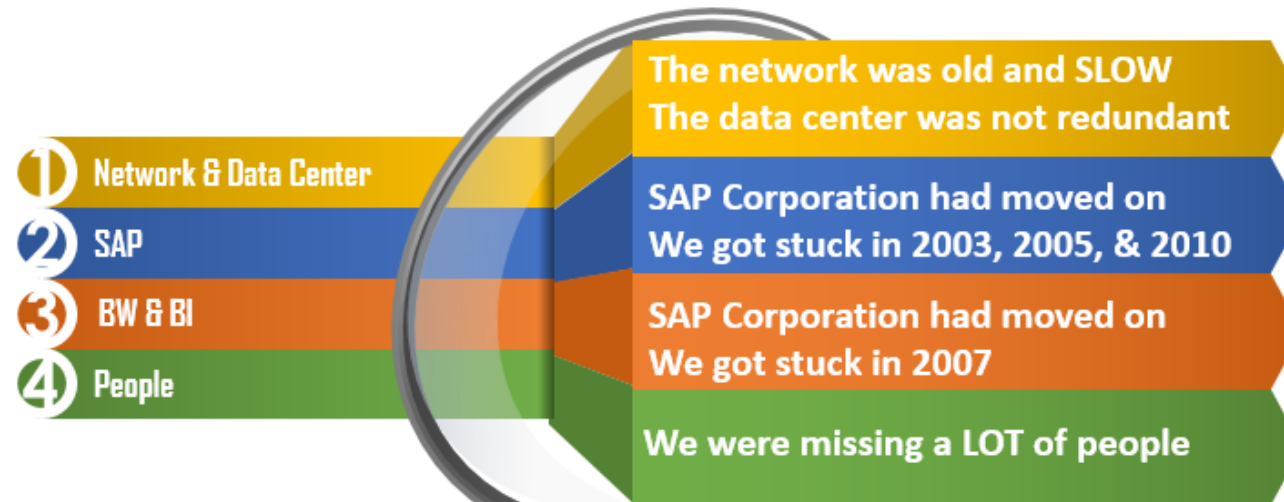 1 Network & Data Center
The network was old and SLOW
The data center was not redundant
2 SAP
SAP Corporation had moved on
We got stuck in 2003, 2005, & 2010
3 BW & BI
SAP Corporation had moved on
We got stuck in 2007
4 People
We were missing a LOT of people